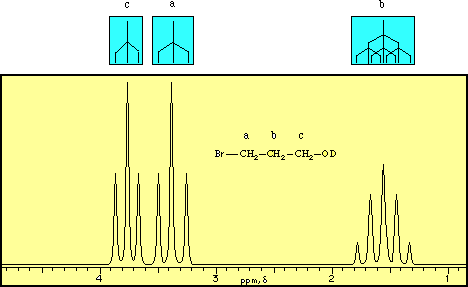 c a b
a b c
Br—CH₂—CH₂—CH₂—OD
4 3 2 1
ppm, δ